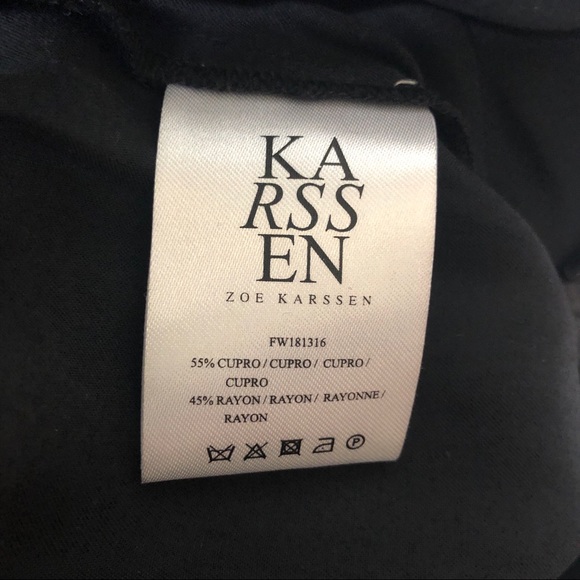 KA
RSS
EN
ZOE KARSSEN
FW181316
55% CUPRO / CUPRO / CUPRO /
CUPRO
45% RAYON / RAYON / RAYONNE /
RAYON
P